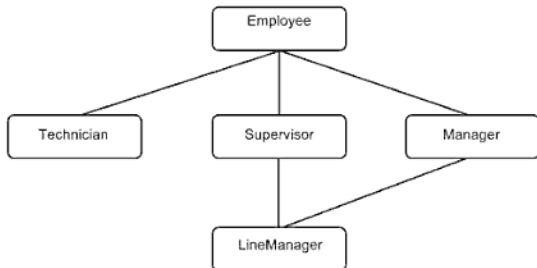 Employee
Technician
Supervisor
Manager
LineManager